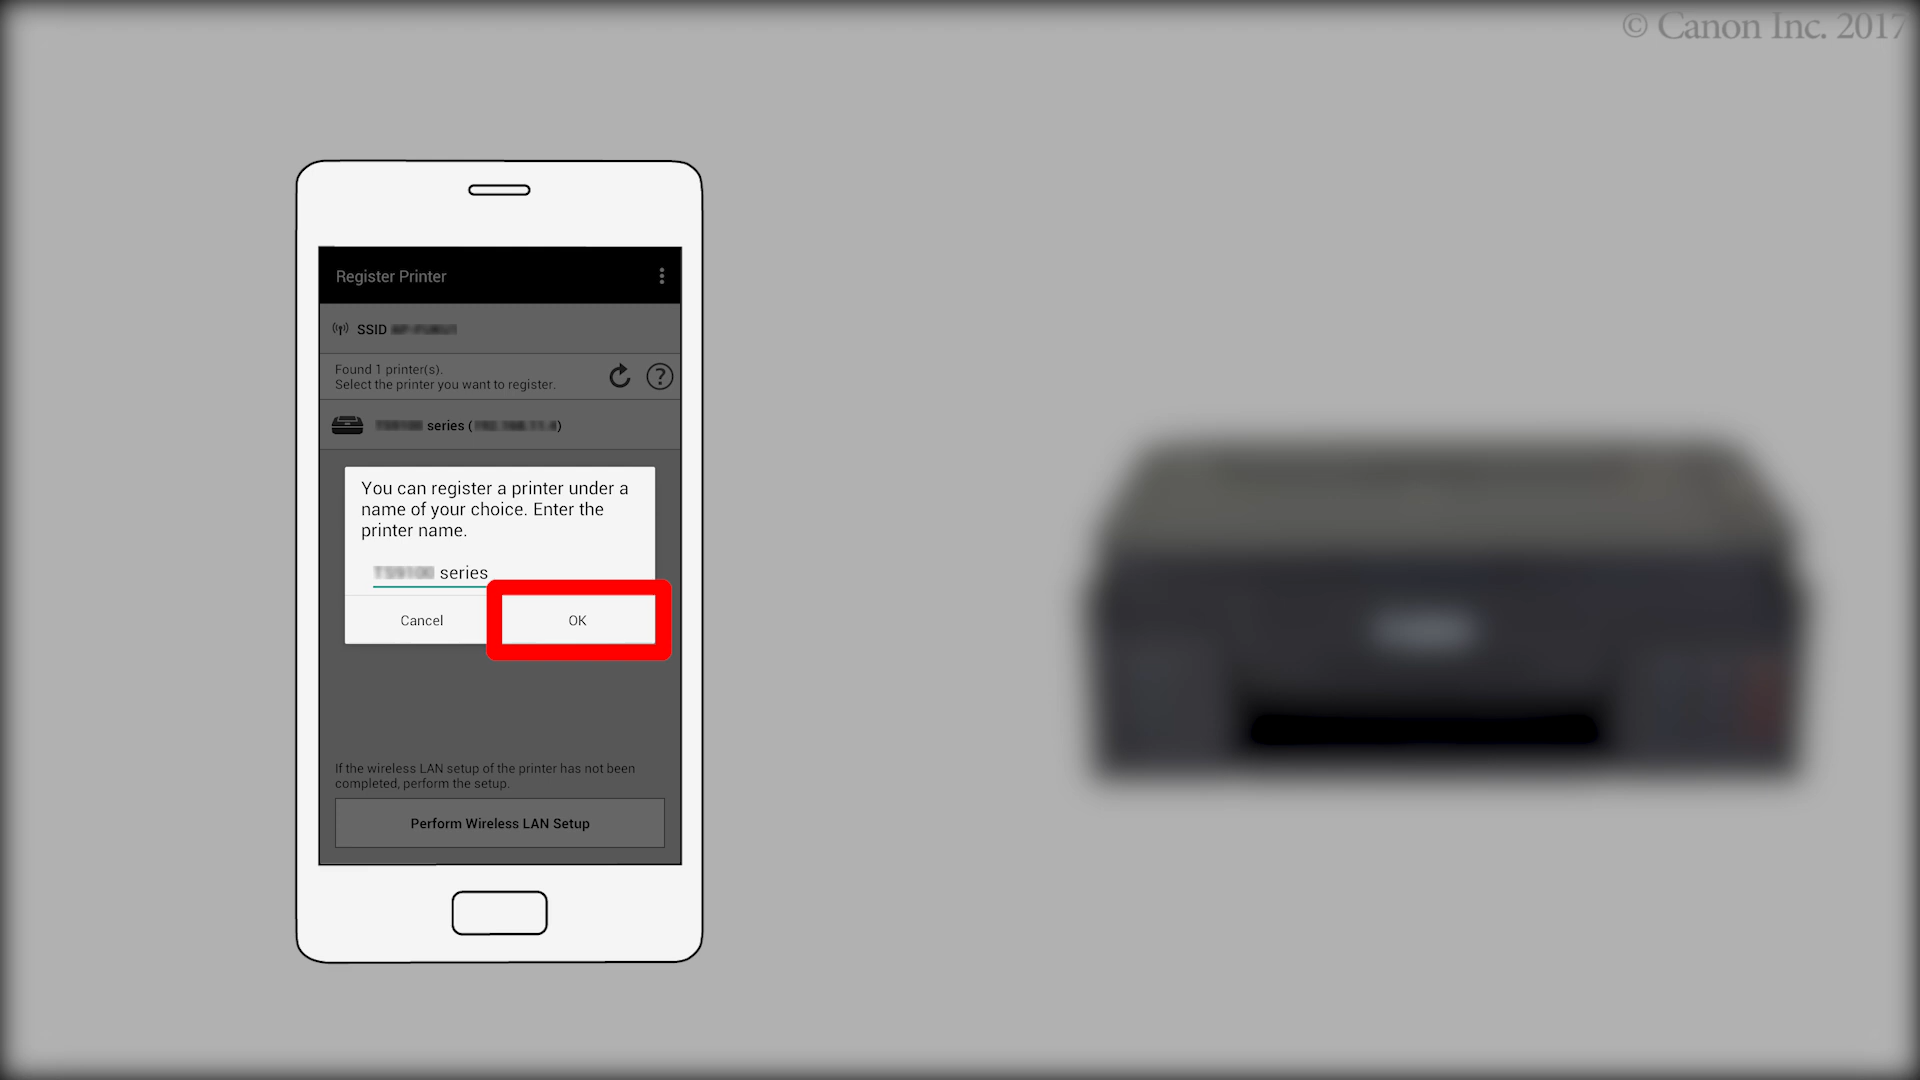 © Canon Inc. 2017
Register Printer
SSID
Found 1 printer(s).
Select the printer you want to register.
series ( )
You can register a printer under a
name of your choice. Enter the
printer name.
series
Cancel
OK
If the wireless LAN setup of the printer has not been
completed, perform the setup.
Perform Wireless LAN Setup